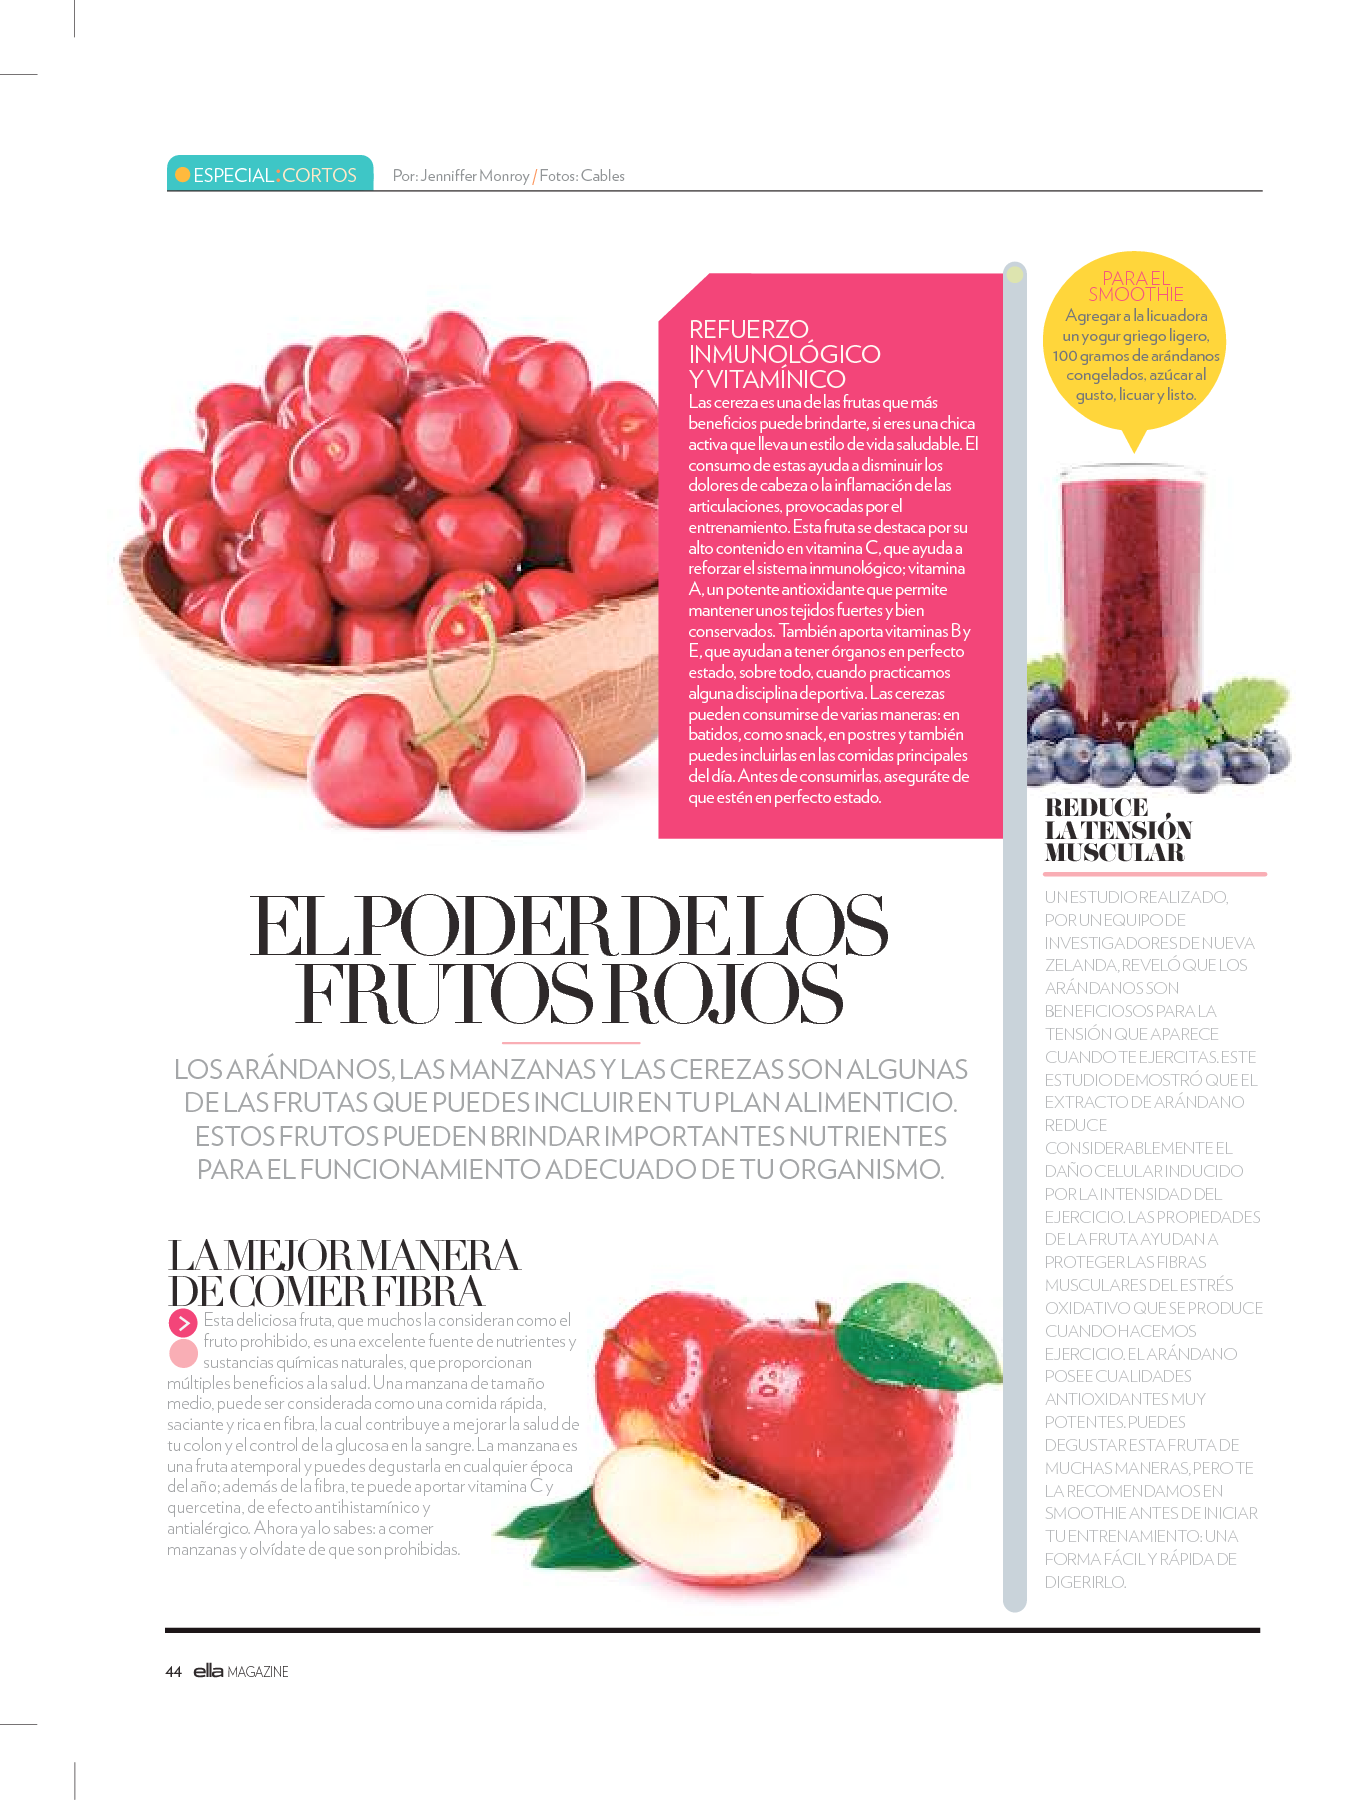 ESPECIAL:CORTOS
Por: Jenniffer Monroy / Fotos: Cables
REFUERZO
INMUNOLÓGICO
Y VITAMÍNICO
Las cereza es una de las frutas que más
beneficios puede brindarte, si eres una chica
activa que lleva un estilo de vida saludable. El
consumo de estas ayuda a disminuir los
dolores de cabeza o la inflamación de las
articulaciones, provocadas por el
entrenamiento. Esta fruta se destaca por su
alto contenido en vitamina C, que ayuda a
reforzar el sistema inmunológico; vitamina
A, un potente antioxidante que permite
mantener unos tejidos fuertes y bien
conservados. También aporta vitaminas B y
E, que ayudan a tener órganos en perfecto
estado, sobre todo, cuando practicamos
alguna disciplina deportiva. Las cerezas
pueden consumirse de varias maneras: en
batidos, como snack, en postres y también
puedes incluirlas en las comidas principales
del día. Antes de consumirlas, aseguráte de
que estén en perfecto estado.
PARA EL
SMOOTHIE
Agregar a la licuadora
un yogur griego ligero,
100 gramos de arándanos
congelados, azúcar al
gusto, licuar y listo.
EL PODER DE LOS
FRUTOS ROJOS
LOS ARÁNDANOS, LAS MANZANAS Y LAS CEREZAS SON ALGUNAS
DE LAS FRUTAS QUE PUEDES INCLUIR EN TU PLAN ALIMENTICIO.
ESTOS FRUTOS PUEDEN BRINDAR IMPORTANTES NUTRIENTES
PARA EL FUNCIONAMIENTO ADECUADO DE TU ORGANISMO.
LA MEJOR MANERA
DE COMER FIBRA
Esta deliciosa fruta, que muchos la consideran como el
fruto prohibido, es una excelente fuente de nutrientes y
sustancias químicas naturales, que proporcionan
múltiples beneficios a la salud. Una manzana de tamaño
medio, puede ser considerada como una comida rápida,
saciante y rica en fibra, la cual contribuye a mejorar la salud de
tu colon y el control de la glucosa en la sangre. La manzana es
una fruta atemporal y puedes degustarla en cualquier época
del año; además de la fibra, te puede aportar vitamina C y
quercetina, de efecto antihistamínico y
antialérgico. Ahora ya lo sabes: a comer
manzanas y olvídate de que son prohibidas.
REDUCE
LA TENSIÓN
MUSCULAR
UN ESTUDIO REALIZADO,
POR UN EQUIPO DE
INVESTIGADORES DE NUEVA
ZELANDA, REVELÓ QUE LOS
ARÁNDANOS SON
BENEFICIOSOS PARA LA
TENSIÓN QUE APARECE
CUANDO TE EJERCITAS. ESTE
ESTUDIO DEMOSTRÓ QUE EL
EXTRACTO DE ARÁNDANO
REDUCE
CONSIDERABLEMENTE EL
DAÑO CELULAR INDUCIDO
POR LA INTENSIDAD DEL
EJERCICIO. LAS PROPIEDADES
DE LA FRUTA AYUDAN A
PROTEGER LAS FIBRAS
MUSCULARES DEL ESTRÉS
OXIDATIVO QUE SE PRODUCE
CUANDO HACEMOS
EJERCICIO. EL ARÁNDANO
POSEE CUALIDADES
ANTIOXIDANTES MUY
POTENTES. PUEDES
DEGUSTAR ESTA FRUTA DE
MUCHAS MANERAS, PERO TE
LA RECOMENDAMOS EN
SMOOTHIE ANTES DE INICIAR
TU ENTRENAMIENTO: UNA
FORMA FÁCIL Y RÁPIDA DE
DIGERIRLO.
44 ella MAGAZINE